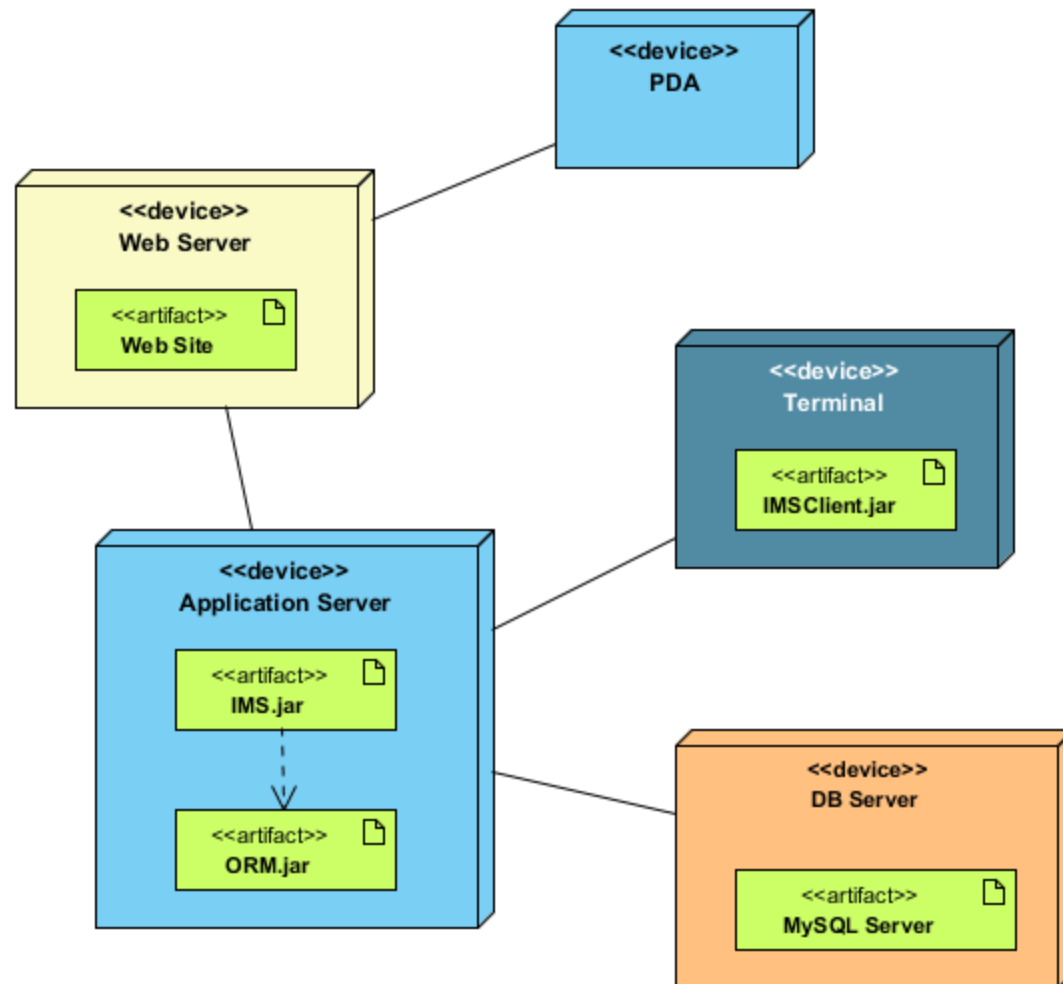 <<device>>
PDA
<<device>>
Web Server
<<artifact>>
Web Site
<<device>>
Terminal
<<artifact>>
IMSClient.jar
<<device>>
Application Server
<<artifact>>
IMS.jar
<<artifact>>
ORM.jar
<<device>>
DB Server
<<artifact>>
MySQL Server